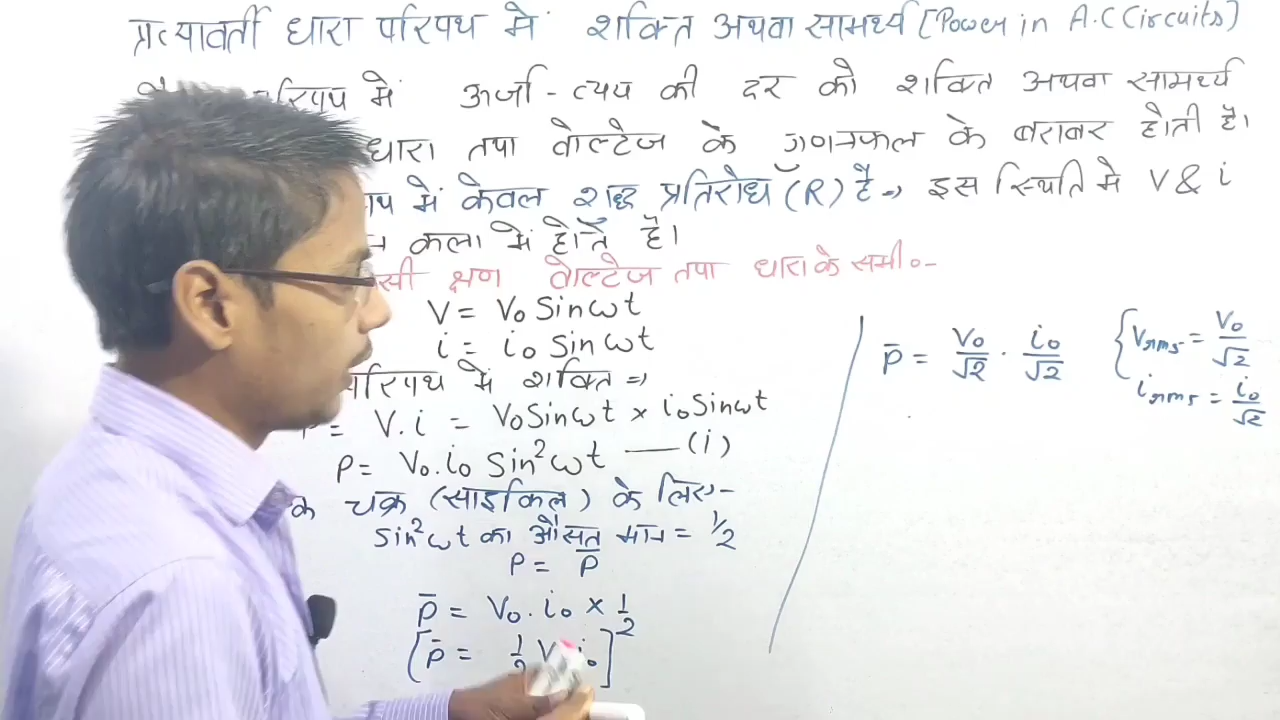 प्रत्यावर्ती धारा परिपथ में शक्ति अथवा सामर्थ्य [Power in A.C Circuits]
में ऊर्जा - व्यय की दर को शक्ति अथवा सामर्थ्य
धारा तथा वोल्टेज के गुणनफल के बराबर होती है।
में केवल शुद्ध प्रतिरोध (R) है⇒ इस स्थिति मे V & i
कला में होते है।
क्षण वोल्टेज तथा धारा के समी०-
V = V₀ Sinωt
i = i₀ Sinωt
परिपथ में शक्ति ⇒
P = V.i = V₀Sinωt × i₀Sinωt
P = V₀.i₀ Sin²ωt —— (i)
चक्र (साइकिल) के लिए-
Sin²ωt का औसत मान = 1/2
P = P̄
P̄ = V₀.i₀ × 1/2
[P̄ =
P̄ = V₀/√2 . i₀/√2
{Vrms = V₀/√2
irms = i₀/√2